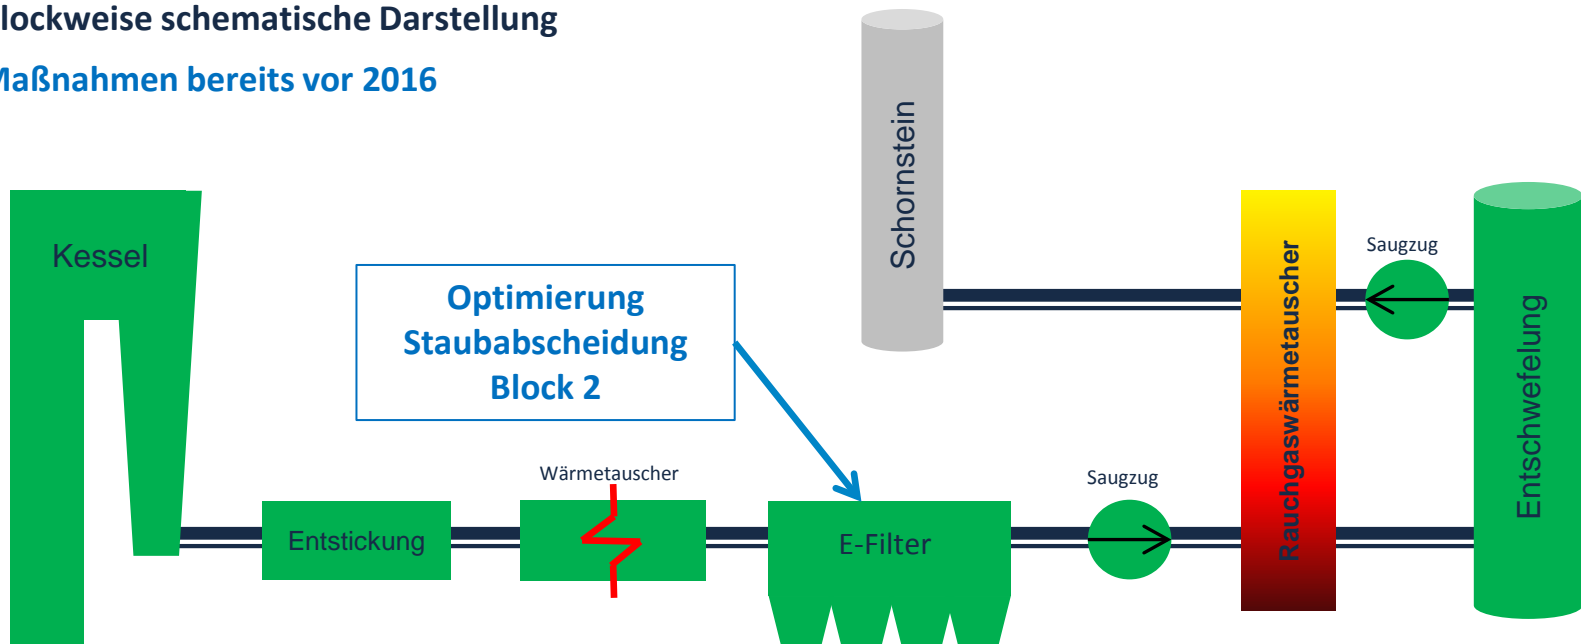 lockweise schematische Darstellung
Maßnahmen bereits vor 2016
Schornstein
Kessel
Saugzug
Rauchgaswärmetauscher
Entschwefelung
Optimierung
Staubabscheidung
Block 2
Wärmetauscher
Saugzug
Entstickung
E-Filter